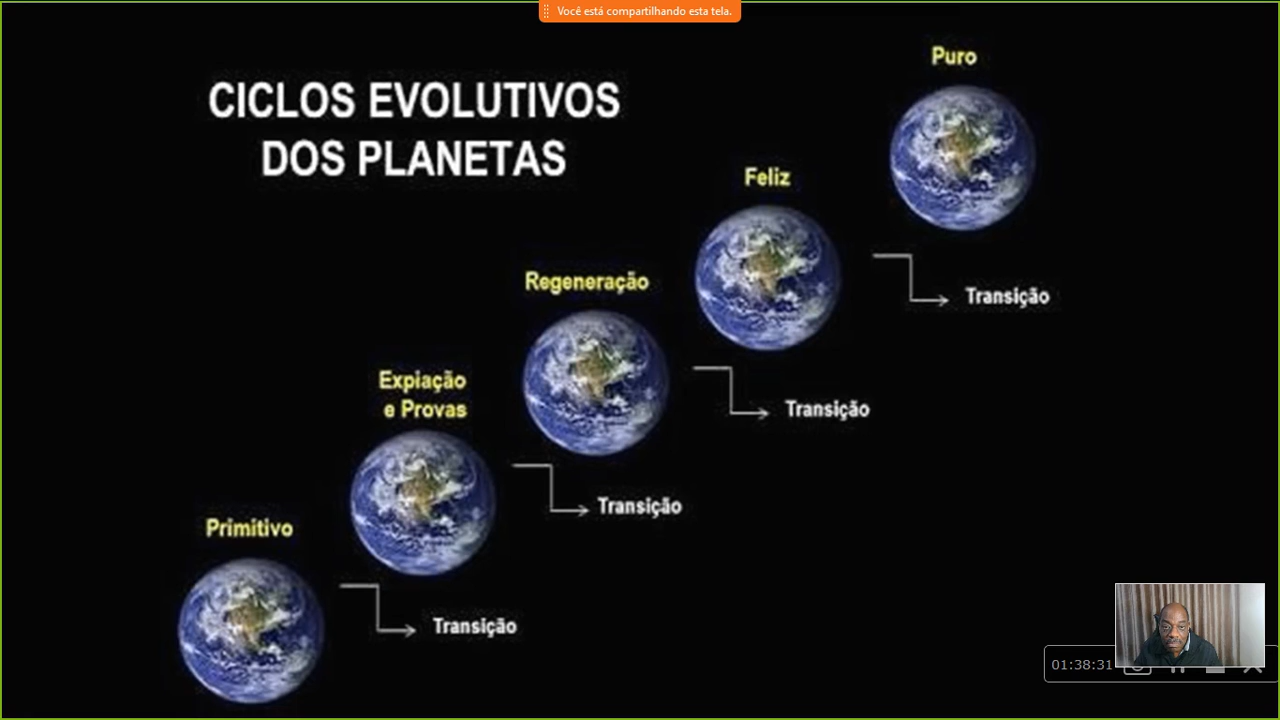 Você está compartilhando esta tela.
Puro
CICLOS EVOLUTIVOS
DOS PLANETAS
Feliz
Regeneração
Transição
Expiação
e Provas
Transição
Transição
Primitivo
Transição
01:38:31